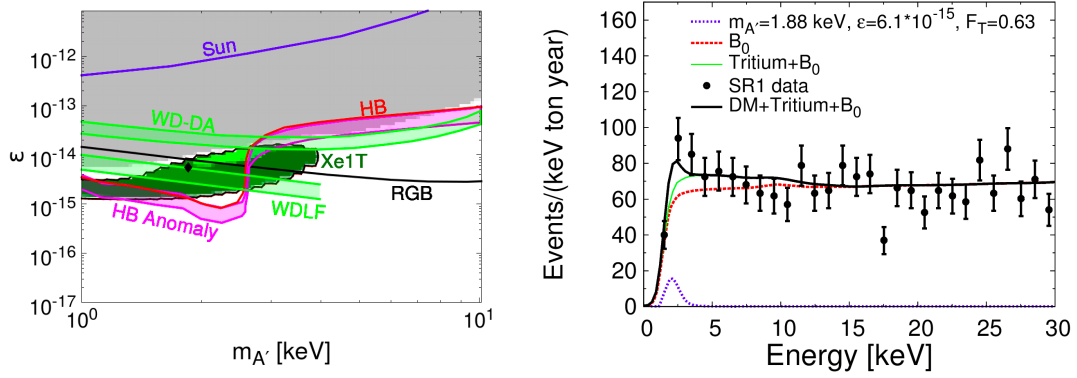 10⁻¹²
10⁻¹³
10⁻¹⁴
10⁻¹⁵
10⁻¹⁶
10⁻¹⁷
ε
Sun
WD-DA
HB
Xe1T
RGB
WDLF
HB Anomaly
10⁰
10¹
m_A′ [keV]
Events/(keV ton year)
160
140
120
100
80
60
40
20
0
m_A′=1.88 keV, ε=6.1*10⁻¹⁵, F_T=0.63
B₀
Tritium+B₀
SR1 data
DM+Tritium+B₀
0 5 10 15 20 25 30
Energy [keV]